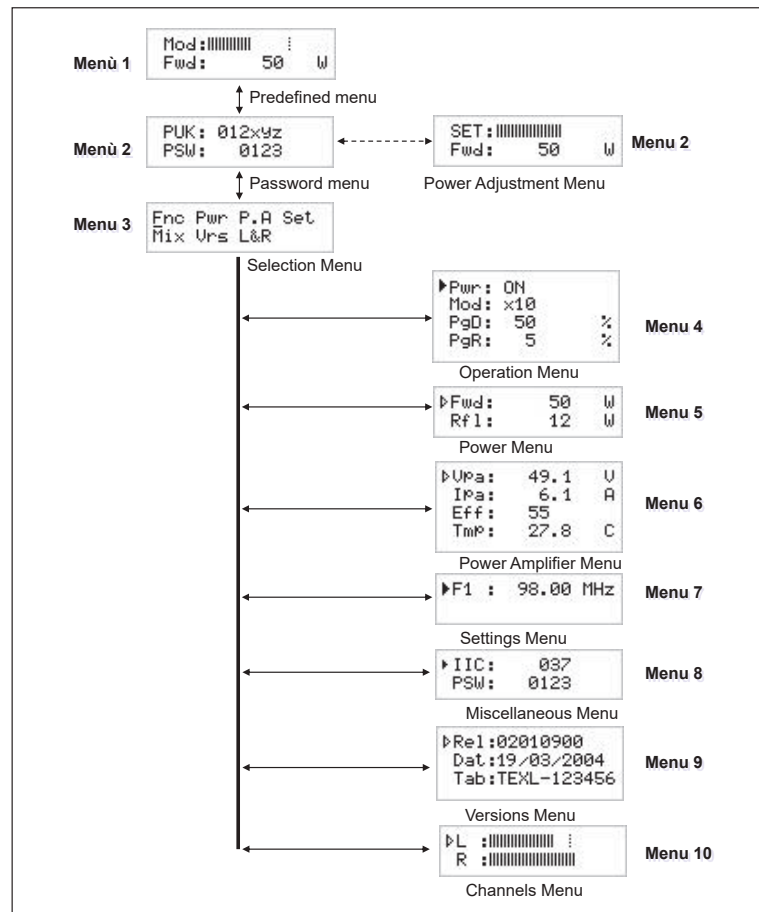 Menù 1
Mod:
Fwd: 50 W
Predefined menu
Menù 2
PUK: 012xyz
PSW: 0123
SET:
Fwd: 50 W
Menu 2
Password menu
Power Adjustment Menu
Menu 3
Fnc Pwr P.A Set
Mix Vrs L&R
Selection Menu
Pwr: ON
Mod: x10
PgD: 50 %
PgR: 5 %
Menu 4
Operation Menu
Fwd: 50 W
Rfl: 12 W
Menu 5
Power Menu
VPa: 49.1 V
IPa: 6.1 A
Eff: 55
TmP: 27.8 C
Menu 6
Power Amplifier Menu
F1 : 98.00 MHz
Menu 7
Settings Menu
IIC: 037
PSW: 0123
Menu 8
Miscellaneous Menu
Rel:02010900
Dat:19/03/2004
Tab:TEXL-123456
Menu 9
Versions Menu
L :
R :
Menu 10
Channels Menu